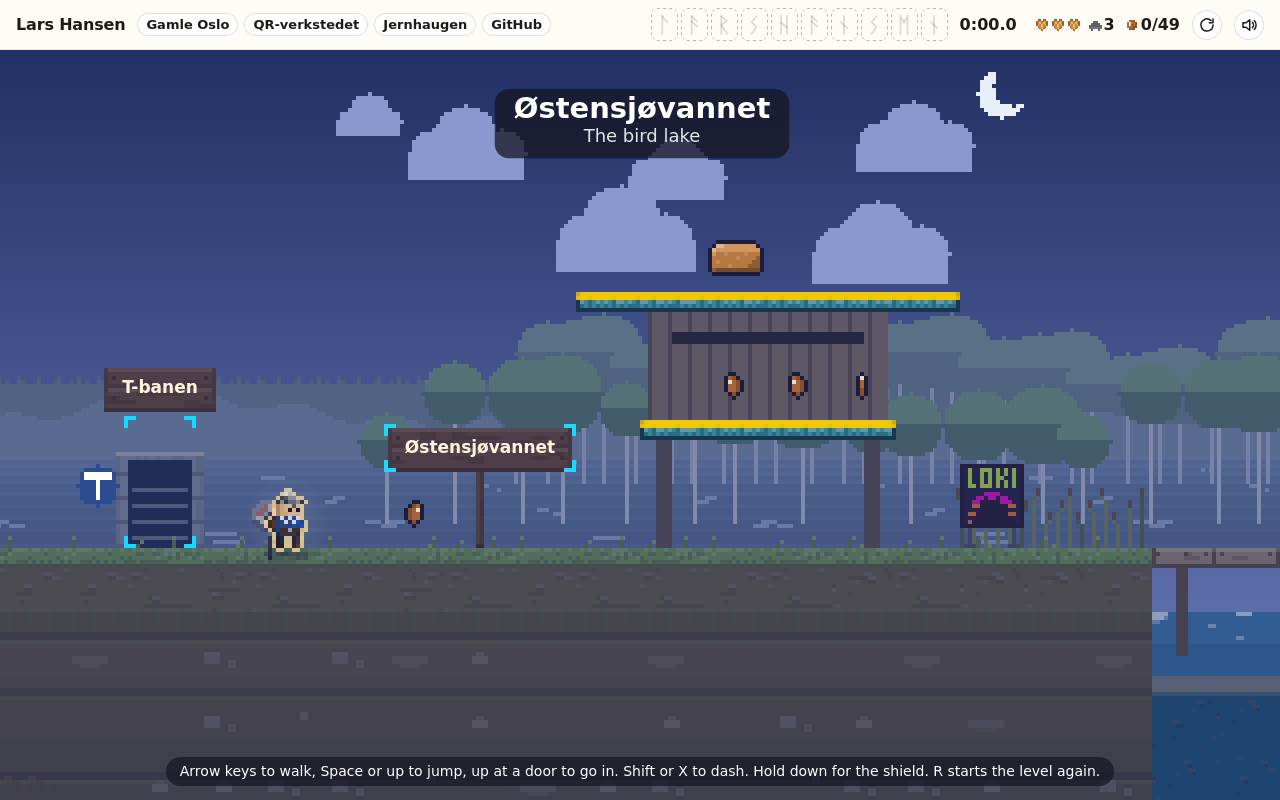 Lars Hansen
Gamle Oslo
QR-verkstedet
Jernhaugen
GitHub
ᛚ ᚨ ᚱ ᛊ ᚺ ᚨ ᚾ ᛊ ᛖ ᚾ
0:00.0
3
0/49
Østensjøvannet
The bird lake
T-banen
Østensjøvannet
T
LOKI
Arrow keys to walk, Space or up to jump, up at a door to go in. Shift or X to dash. Hold down for the shield. R starts the level again.